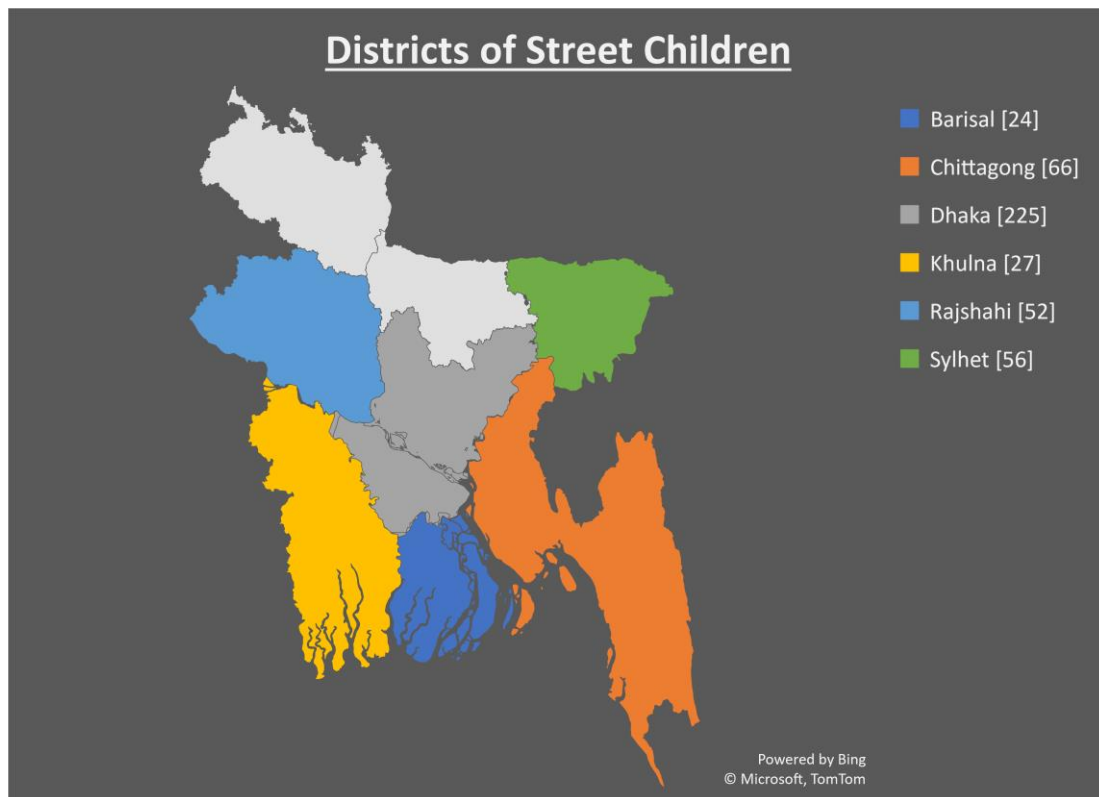 Districts of Street Children
Barisal [24]
Chittagong [66]
Dhaka [225]
Khulna [27]
Rajshahi [52]
Sylhet [56]
Powered by Bing
© Microsoft, TomTom